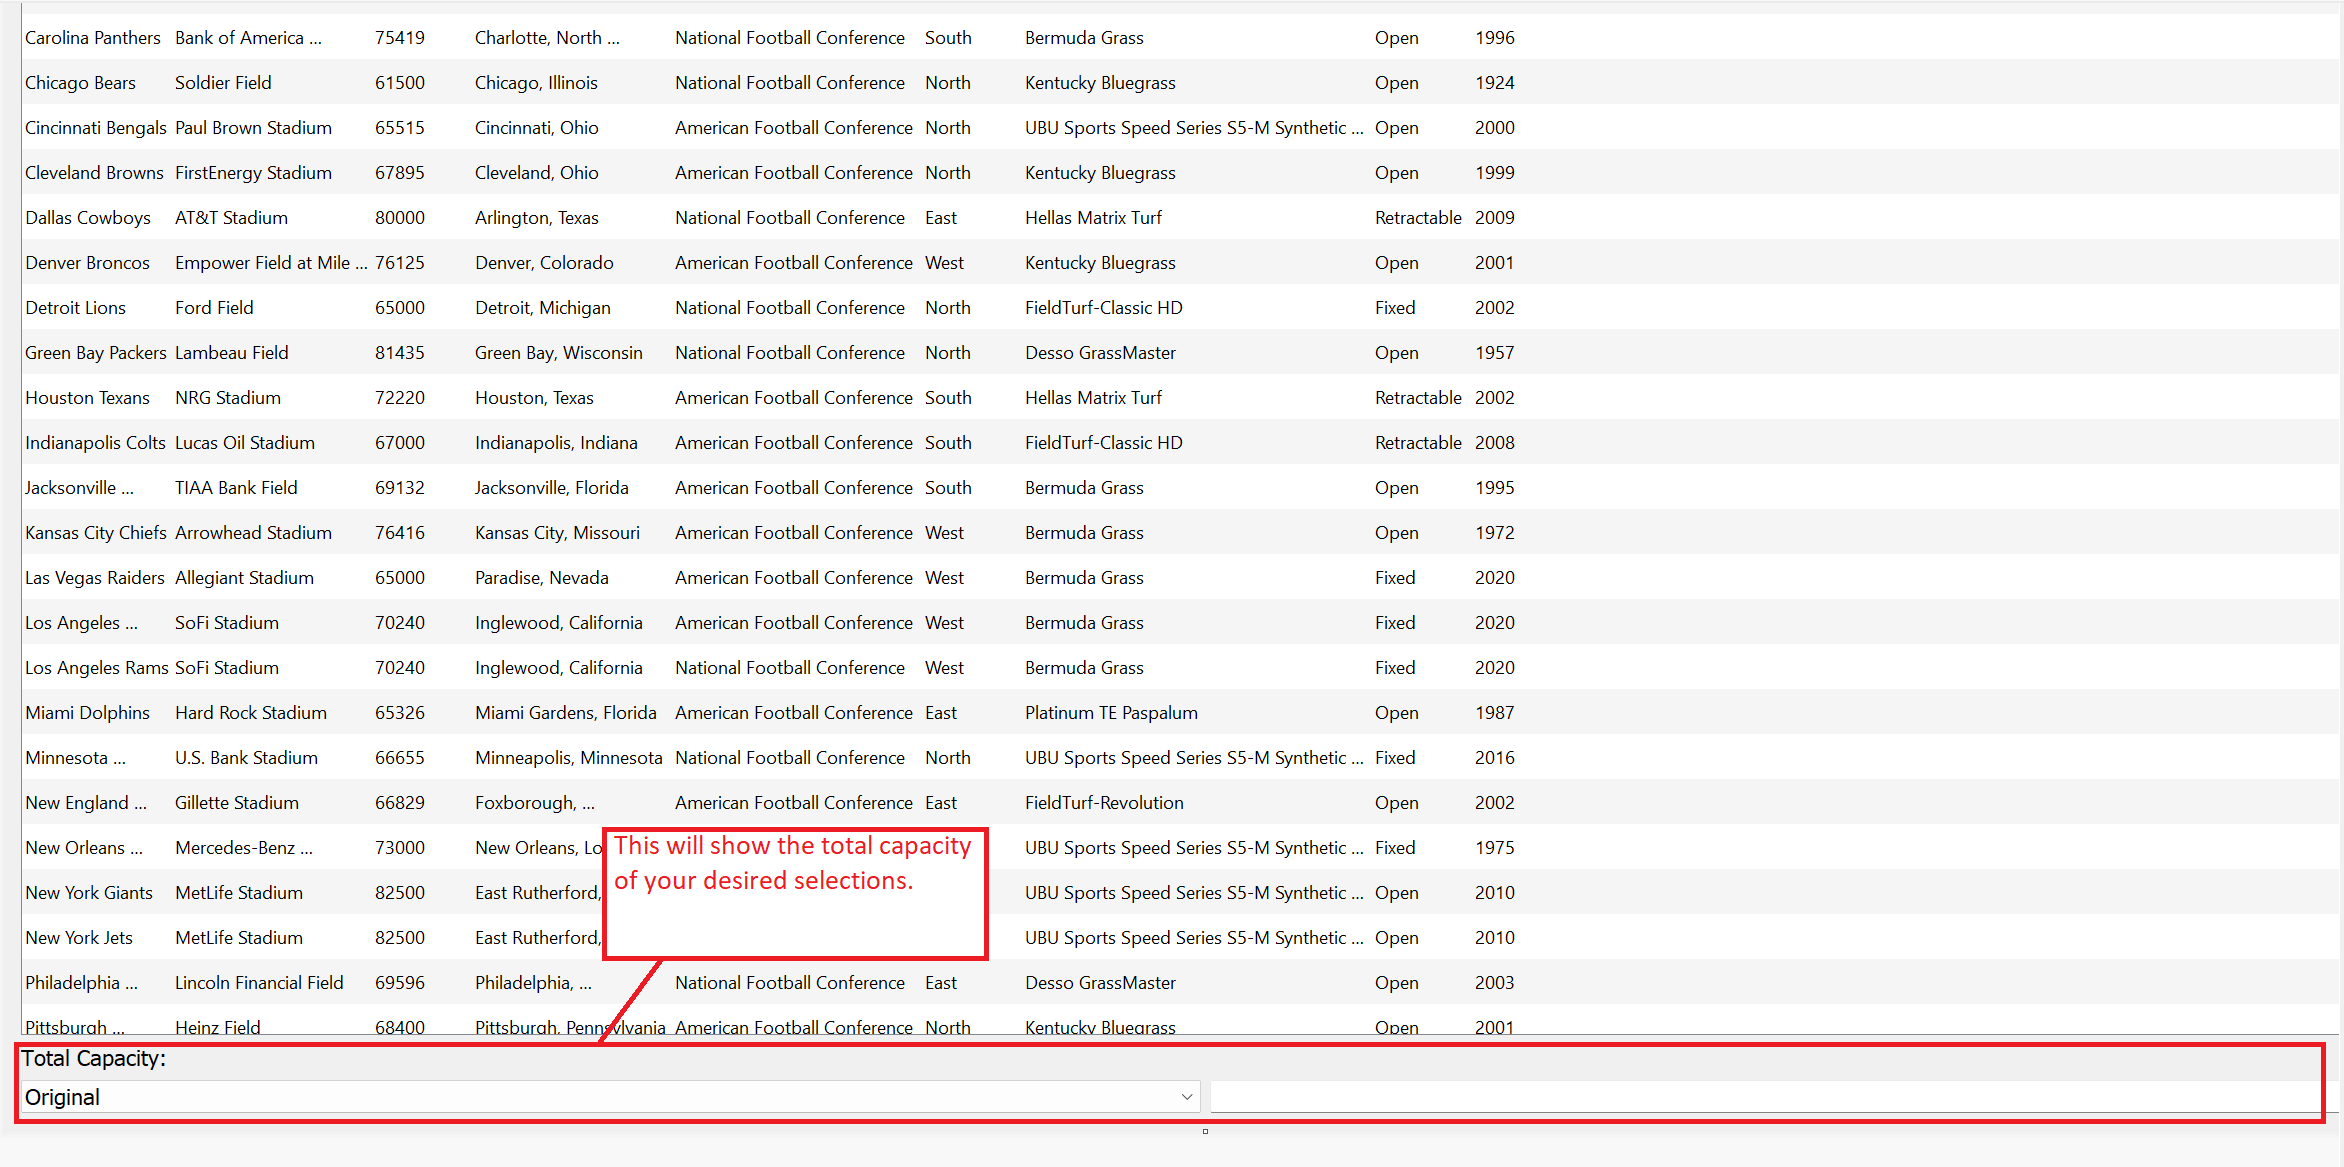 Carolina Panthers Bank of America ... 75419 Charlotte, North ... National Football Conference South Bermuda Grass Open 1996
Chicago Bears Soldier Field 61500 Chicago, Illinois National Football Conference North Kentucky Bluegrass Open 1924
Cincinnati Bengals Paul Brown Stadium 65515 Cincinnati, Ohio American Football Conference North UBU Sports Speed Series S5-M Synthetic ... Open 2000
Cleveland Browns FirstEnergy Stadium 67895 Cleveland, Ohio American Football Conference North Kentucky Bluegrass Open 1999
Dallas Cowboys AT&T Stadium 80000 Arlington, Texas National Football Conference East Hellas Matrix Turf Retractable 2009
Denver Broncos Empower Field at Mile ... 76125 Denver, Colorado American Football Conference West Kentucky Bluegrass Open 2001
Detroit Lions Ford Field 65000 Detroit, Michigan National Football Conference North FieldTurf-Classic HD Fixed 2002
Green Bay Packers Lambeau Field 81435 Green Bay, Wisconsin National Football Conference North Desso GrassMaster Open 1957
Houston Texans NRG Stadium 72220 Houston, Texas American Football Conference South Hellas Matrix Turf Retractable 2002
Indianapolis Colts Lucas Oil Stadium 67000 Indianapolis, Indiana American Football Conference South FieldTurf-Classic HD Retractable 2008
Jacksonville ... TIAA Bank Field 69132 Jacksonville, Florida American Football Conference South Bermuda Grass Open 1995
Kansas City Chiefs Arrowhead Stadium 76416 Kansas City, Missouri American Football Conference West Bermuda Grass Open 1972
Las Vegas Raiders Allegiant Stadium 65000 Paradise, Nevada American Football Conference West Bermuda Grass Fixed 2020
Los Angeles ... SoFi Stadium 70240 Inglewood, California American Football Conference West Bermuda Grass Fixed 2020
Los Angeles Rams SoFi Stadium 70240 Inglewood, California National Football Conference West Bermuda Grass Fixed 2020
Miami Dolphins Hard Rock Stadium 65326 Miami Gardens, Florida American Football Conference East Platinum TE Paspalum Open 1987
Minnesota ... U.S. Bank Stadium 66655 Minneapolis, Minnesota National Football Conference North UBU Sports Speed Series S5-M Synthetic ... Fixed 2016
New England ... Gillette Stadium 66829 Foxborough, ... American Football Conference East FieldTurf-Revolution Open 2002
New Orleans ... Mercedes-Benz ... 73000 New Orleans, Lo UBU Sports Speed Series S5-M Synthetic ... Fixed 1975
This will show the total capacity
of your desired selections.
New York Giants MetLife Stadium 82500 East Rutherford, UBU Sports Speed Series S5-M Synthetic ... Open 2010
New York Jets MetLife Stadium 82500 East Rutherford, UBU Sports Speed Series S5-M Synthetic ... Open 2010
Philadelphia ... Lincoln Financial Field 69596 Philadelphia, ... National Football Conference East Desso GrassMaster Open 2003
Pittsburgh ... Heinz Field 68400 Pittsburgh, Pennsylvania American Football Conference North Kentucky Bluegrass Open 2001
Total Capacity:
Original